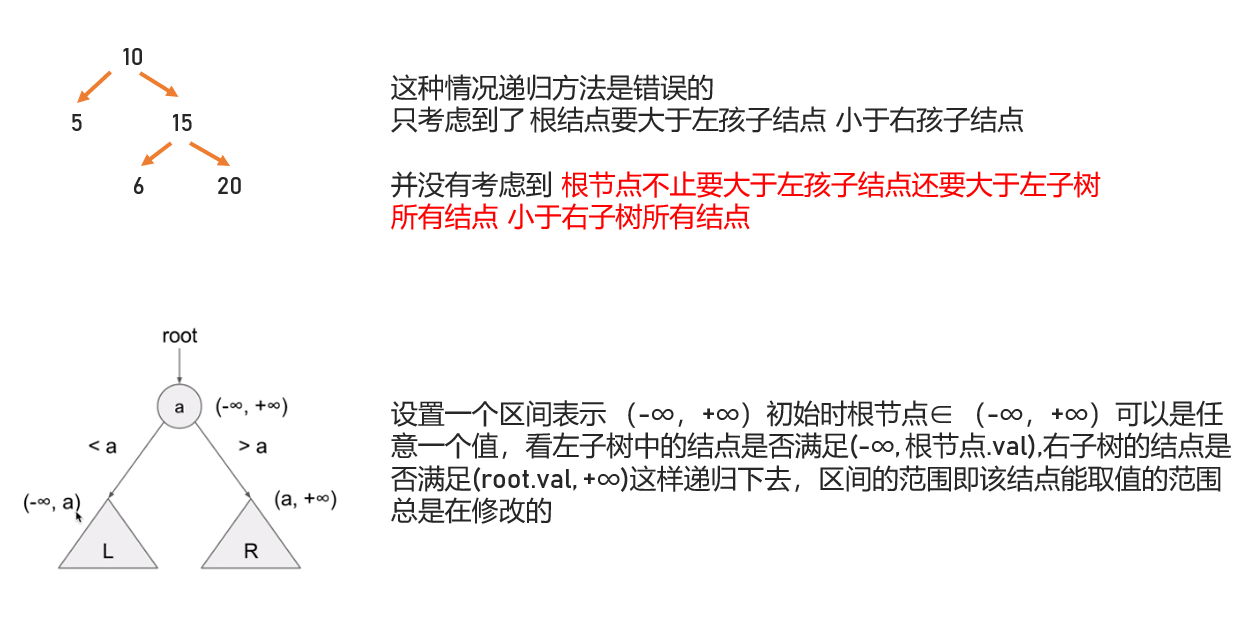 10
5
15
6
20
这种情况递归方法是错误的
只考虑到了 根结点要大于左孩子结点 小于右孩子结点
并没有考虑到 根节点不止要大于左孩子结点还要大于左子树
所有结点 小于右子树所有结点
root
a
(-∞, +∞)
< a
> a
(-∞, a)
(a, +∞)
L
R
设置一个区间表示 （-∞，+∞）初始时根节点∈ （-∞，+∞）可以是任
意一个值，看左子树中的结点是否满足(-∞,根节点.val),右子树的结点是
否满足(root.val, +∞)这样递归下去，区间的范围即该结点能取值的范围
总是在修改的